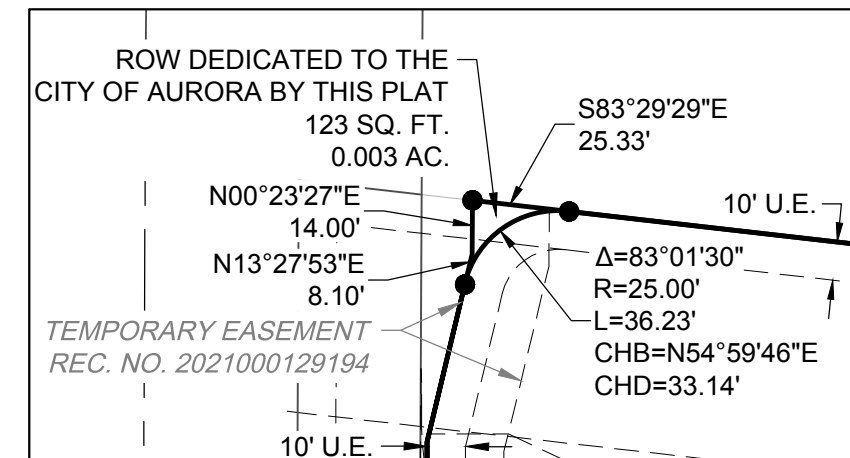 ROW DEDICATED TO THE
CITY OF AURORA BY THIS PLAT
123 SQ. FT.
0.003 AC.
S83°29'29"E
25.33'
N00°23'27"E
14.00'
10' U.E.
N13°27'53"E
8.10'
Δ=83°01'30"
R=25.00'
L=36.23'
CHB=N54°59'46"E
CHD=33.14'
TEMPORARY EASEMENT
REC. NO. 2021000129194
10' U.E.